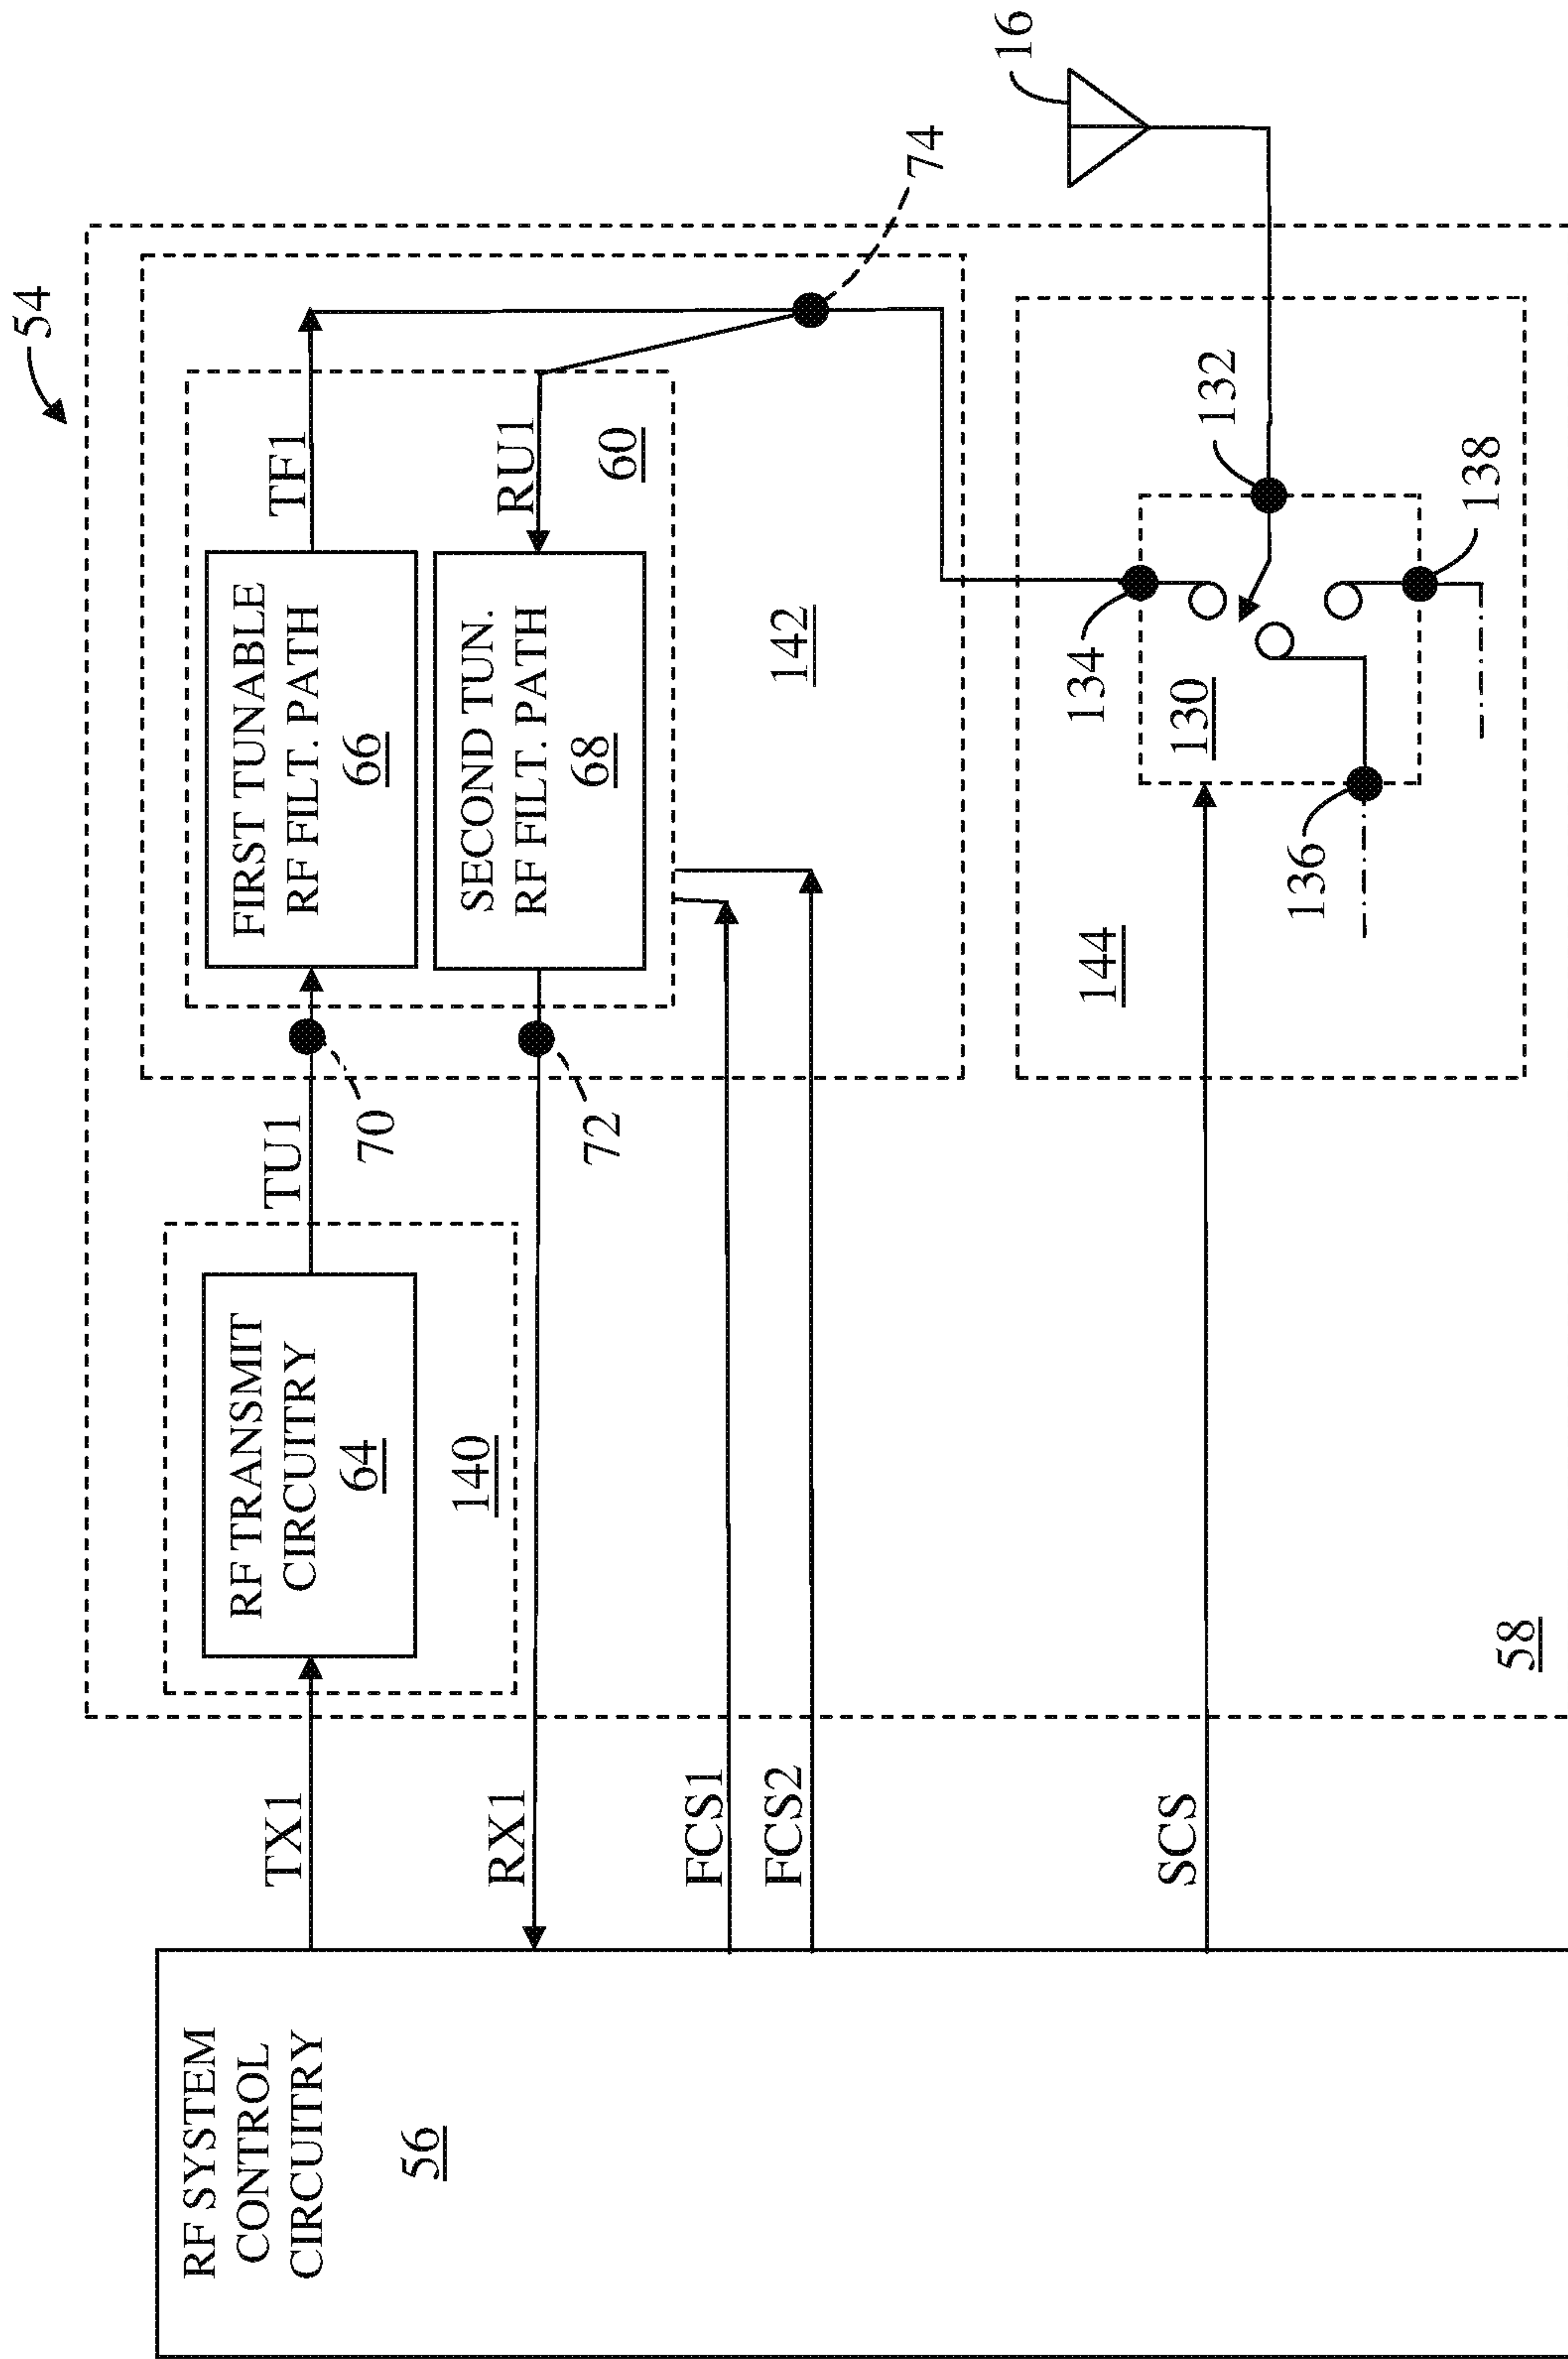 54
RF SYSTEM
CONTROL
CIRCUITRY
56
TX1
RX1
FCS1
FCS2
SCS
RF TRANSMIT
CIRCUITRY
64
140
58
TU1
70
72
FIRST TUNABLE
RF FILT. PATH
66
SECOND TUN.
RF FILT. PATH
68
TF1
RU1
60
142
74
16
144
130
132
134
136
138